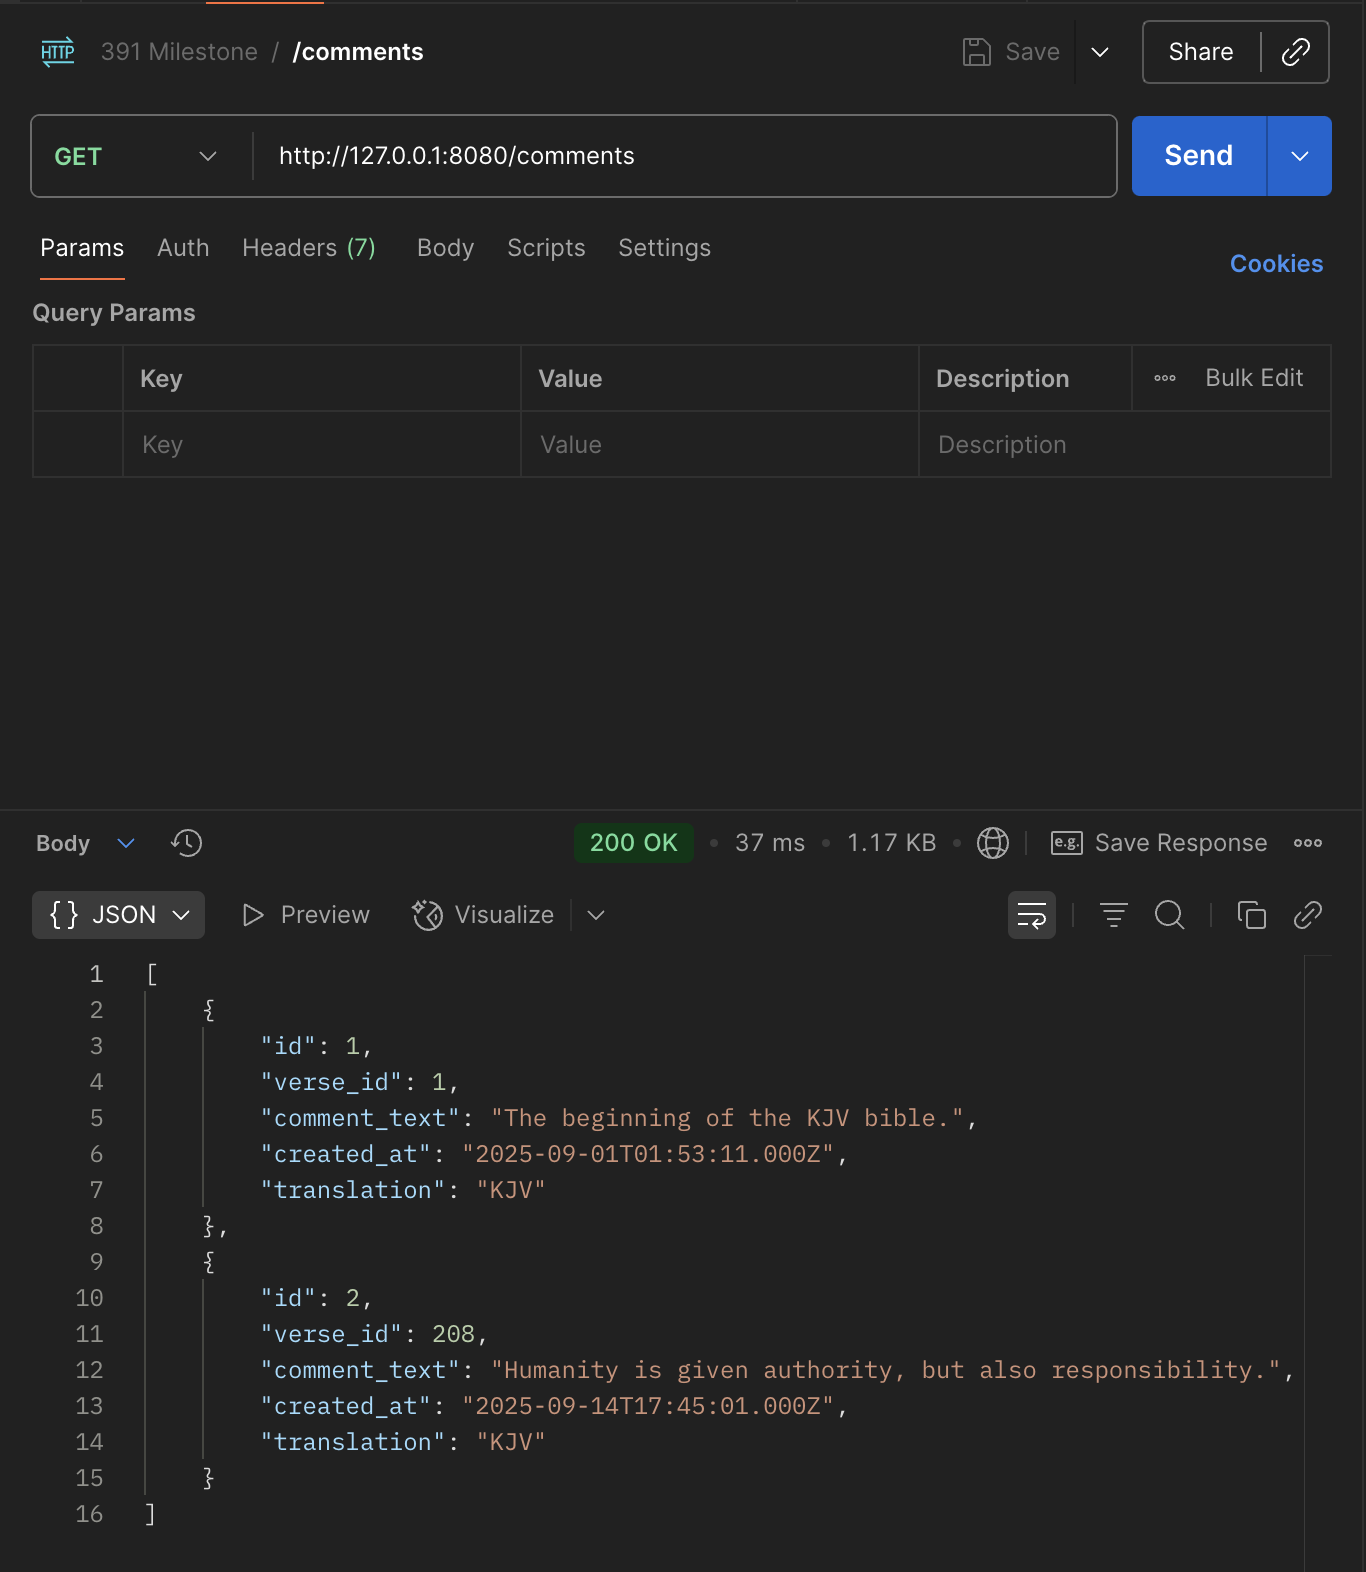 HTTP 391 Milestone / /comments Save Share
GET http://127.0.0.1:8080/comments Send
Params Auth Headers (7) Body Scripts Settings Cookies
Query Params
Key Value Description Bulk Edit
Key Value Description
Body 200 OK • 37 ms • 1.17 KB • e.g. Save Response
{} JSON Preview Visualize
1 [
2 {
3 "id": 1,
4 "verse_id": 1,
5 "comment_text": "The beginning of the KJV bible.",
6 "created_at": "2025-09-01T01:53:11.000Z",
7 "translation": "KJV"
8 },
9 {
10 "id": 2,
11 "verse_id": 208,
12 "comment_text": "Humanity is given authority, but also responsibility.",
13 "created_at": "2025-09-14T17:45:01.000Z",
14 "translation": "KJV"
15 }
16 ]